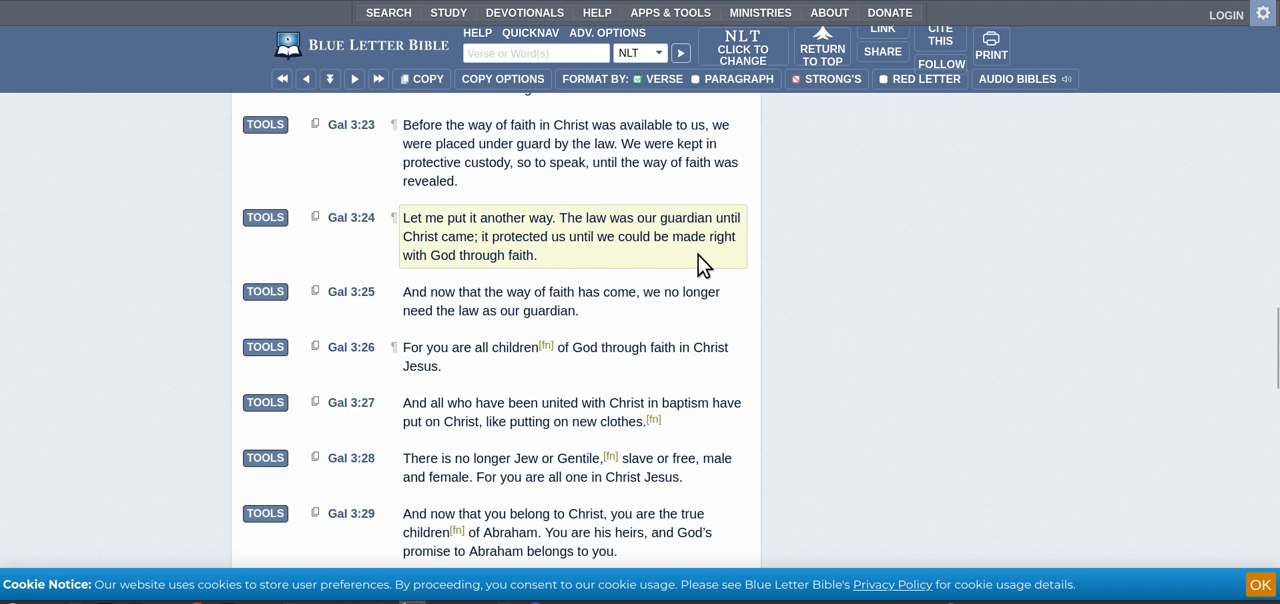 SEARCH STUDY DEVOTIONALS HELP APPS & TOOLS MINISTRIES ABOUT DONATE LOGIN
BLUE LETTER BIBLE
HELP QUICKNAV ADV. OPTIONS
Verse or Word(s) NLT
NLT
CLICK TO
CHANGE
RETURN
TO TOP
LINK
SHARE
CITE
THIS
FOLLOW
PRINT
COPY COPY OPTIONS FORMAT BY: VERSE PARAGRAPH STRONG'S RED LETTER AUDIO BIBLES
TOOLS Gal 3:23 ¶ Before the way of faith in Christ was available to us, we
were placed under guard by the law. We were kept in
protective custody, so to speak, until the way of faith was
revealed.
TOOLS Gal 3:24 ¶ Let me put it another way. The law was our guardian until
Christ came; it protected us until we could be made right
with God through faith.
TOOLS Gal 3:25 And now that the way of faith has come, we no longer
need the law as our guardian.
TOOLS Gal 3:26 ¶ For you are all children[fn] of God through faith in Christ
Jesus.
TOOLS Gal 3:27 And all who have been united with Christ in baptism have
put on Christ, like putting on new clothes.[fn]
TOOLS Gal 3:28 There is no longer Jew or Gentile,[fn] slave or free, male
and female. For you are all one in Christ Jesus.
TOOLS Gal 3:29 And now that you belong to Christ, you are the true
children[fn] of Abraham. You are his heirs, and God’s
promise to Abraham belongs to you.
Cookie Notice: Our website uses cookies to store user preferences. By proceeding, you consent to our cookie usage. Please see Blue Letter Bible's Privacy Policy for cookie usage details. OK